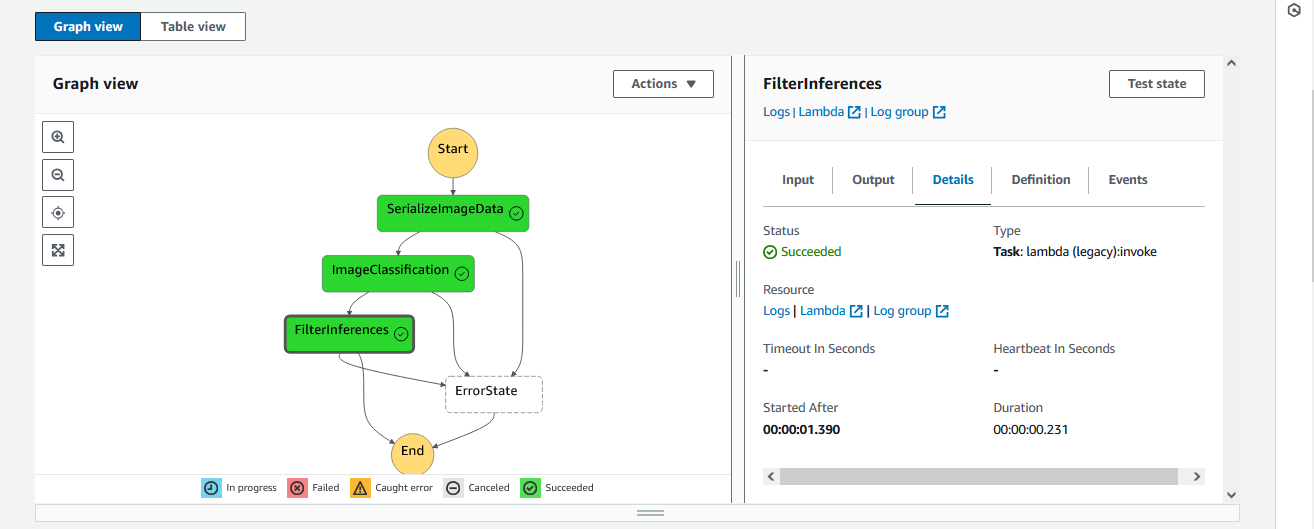 Graph view
Table view
Graph view
Actions
Start
SerializeImageData
ImageClassification
FilterInferences
ErrorState
End
In progress
Failed
Caught error
Canceled
Succeeded
FilterInferences
Test state
Logs | Lambda | Log group
Input
Output
Details
Definition
Events
Status
Type
Succeeded
Task: lambda (legacy):invoke
Resource
Logs | Lambda | Log group
Timeout In Seconds
Heartbeat In Seconds
-
-
Started After
Duration
00:00:01.390
00:00:00.231